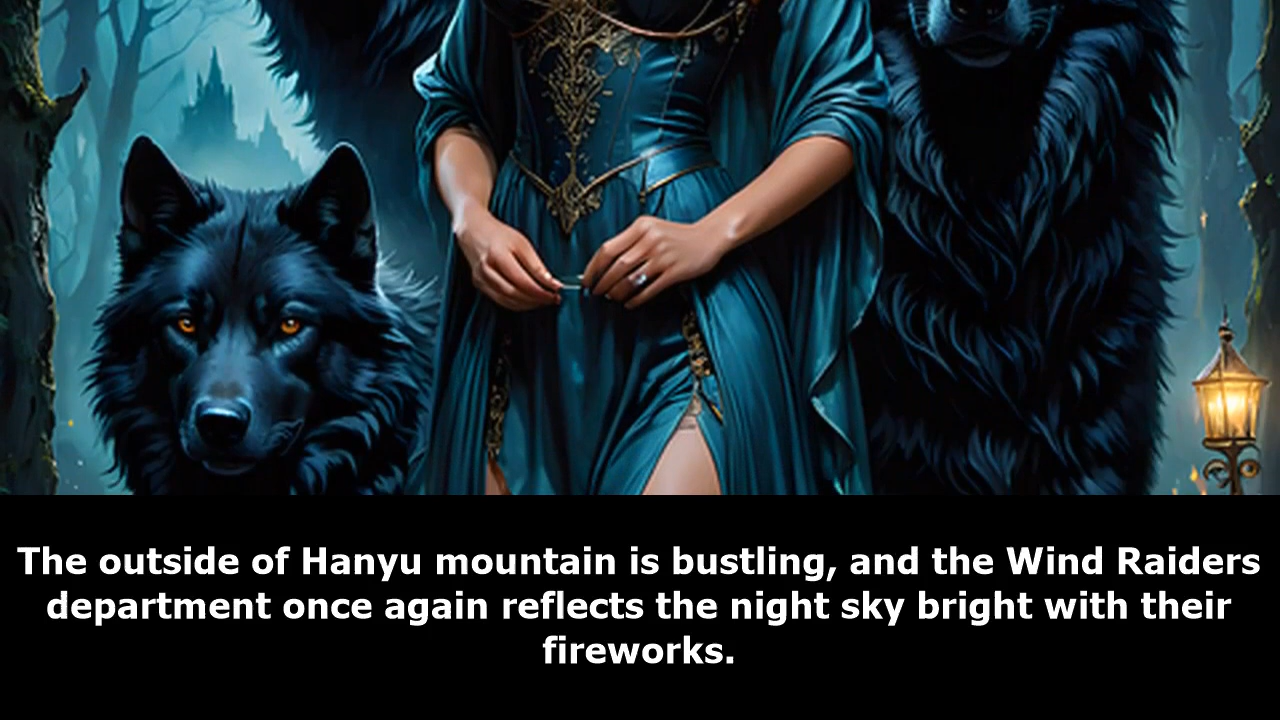 The outside of Hanyu mountain is bustling, and the Wind Raiders
department once again reflects the night sky bright with their
fireworks.